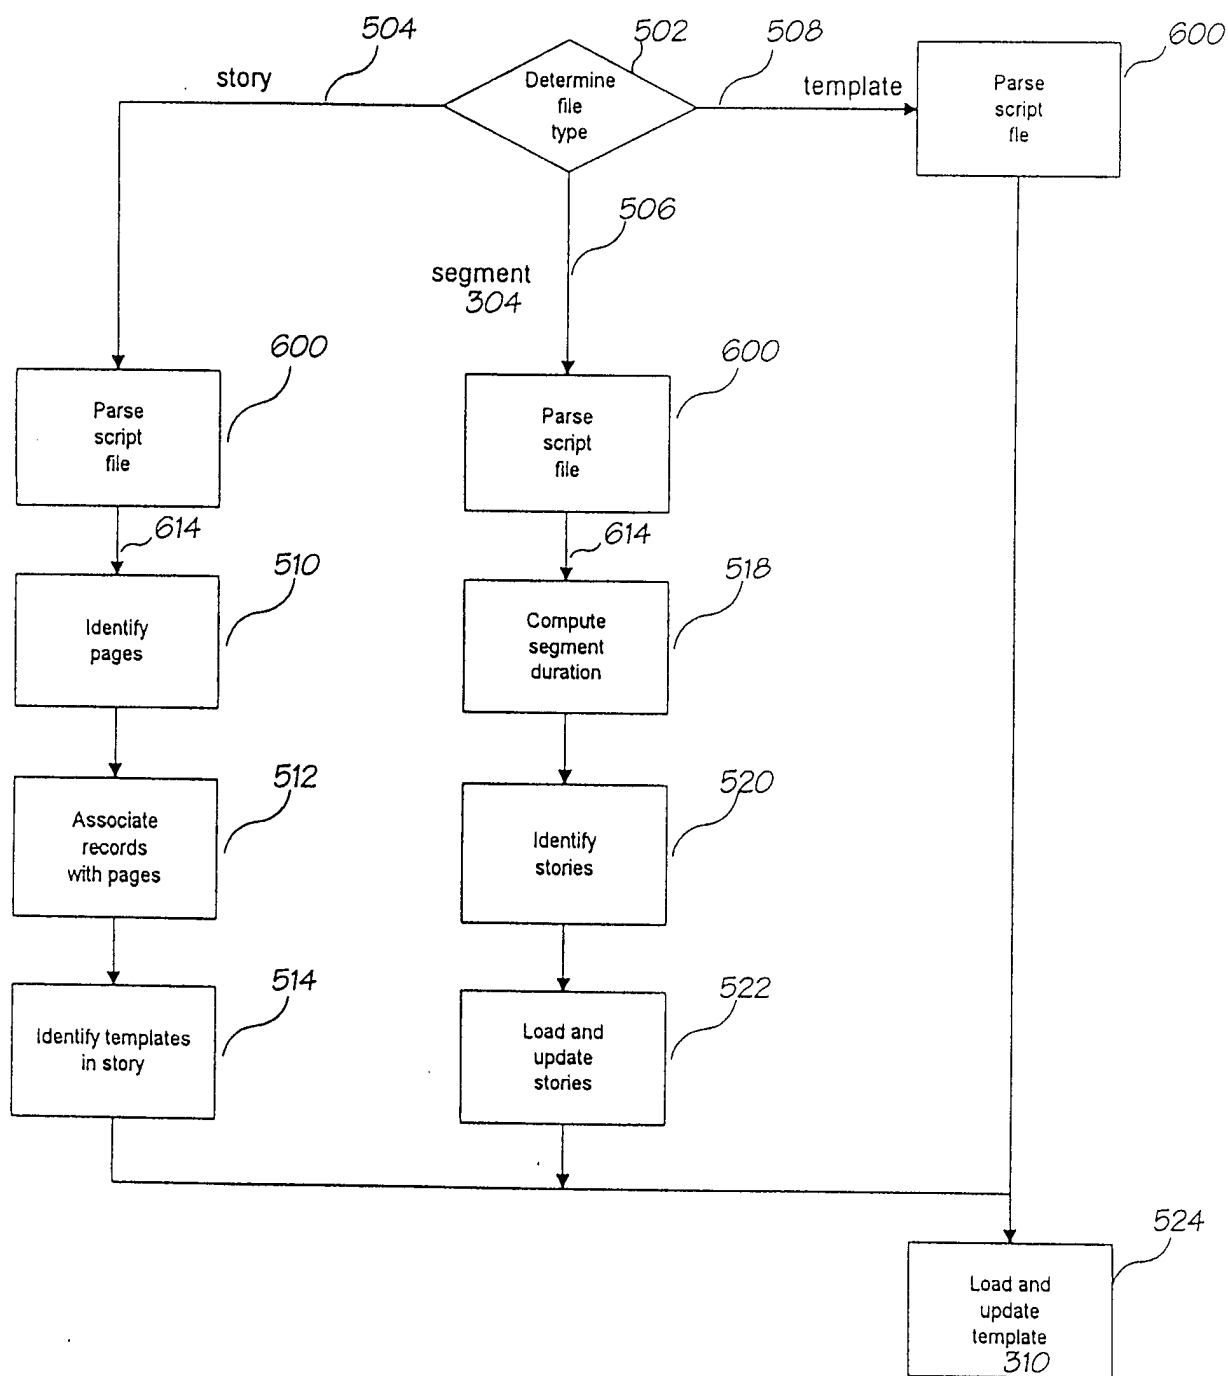 504
502
508
600
story
Determine
file
type
template
Parse
script
fle
506
segment
304
600
600
Parse
script
file
Parse
script
file
614
614
510
518
Identify
pages
Compute
segment
duration
512
520
Associate
records
with pages
Identify
stories
514
522
Identify templates
in story
Load and
update
stories
524
Load and
update
template
310